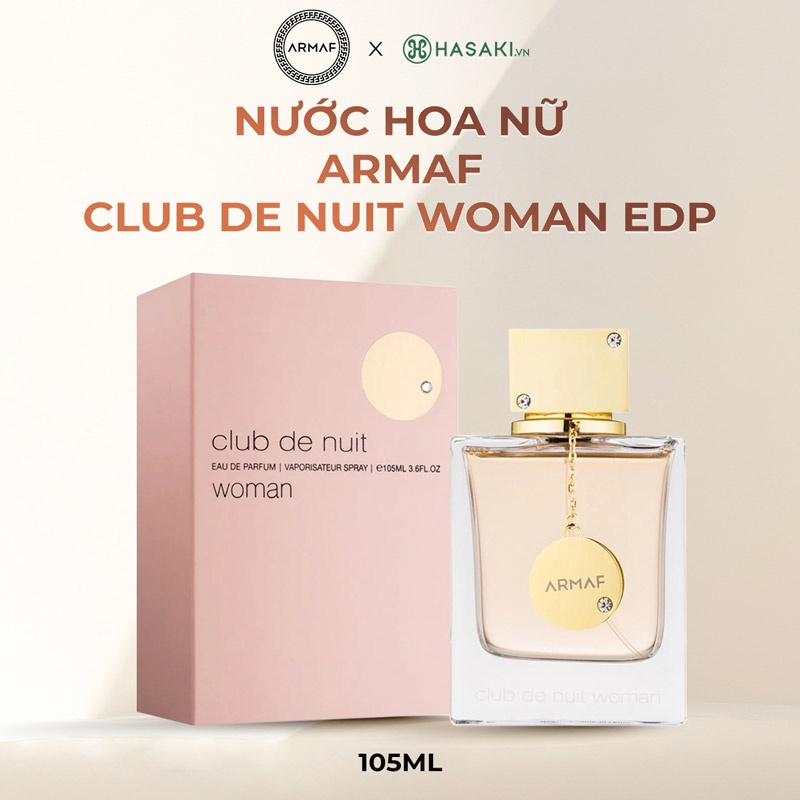 ARMAF X HASAKI.VN
NƯỚC HOA NỮ
ARMAF
CLUB DE NUIT WOMAN EDP
club de nuit
EAU DE PARFUM | VAPORISATEUR SPRAY | ℮105ML 3.6FL.OZ
woman
ARMAF
club de nuit woman
105ML